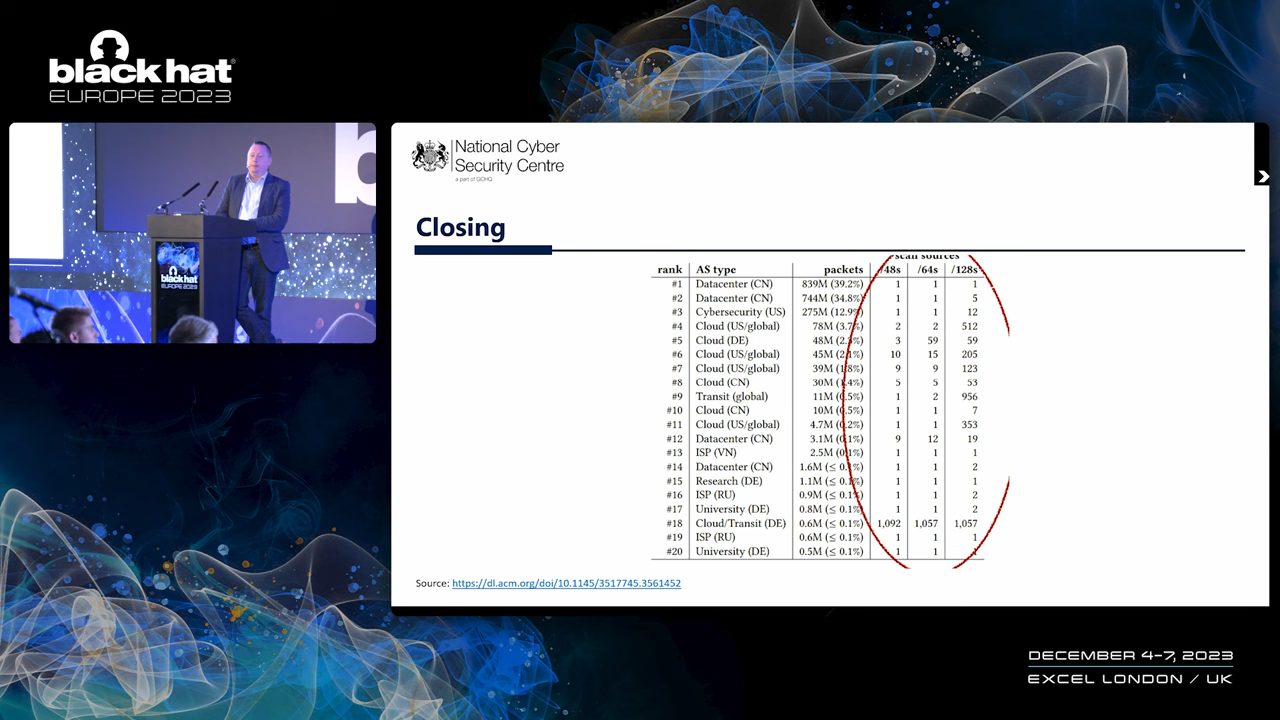 black hat
EUROPE 2023
black hat
b
National Cyber
Security Centre
a part of GCHQ
Closing
scan sources
rank AS type packets /48s /64s /128s
#1 Datacenter (CN) 839M (39.2%) 1 1 1
#2 Datacenter (CN) 744M (34.8%) 1 1 5
#3 Cybersecurity (US) 275M (12.9%) 1 1 12
#4 Cloud (US/global) 78M (3.7%) 2 2 512
#5 Cloud (DE) 48M (2.3%) 3 59 59
#6 Cloud (US/global) 45M (2.1%) 10 15 205
#7 Cloud (US/global) 39M (1.8%) 9 9 123
#8 Cloud (CN) 30M (1.4%) 5 5 53
#9 Transit (global) 11M (0.5%) 1 2 956
#10 Cloud (CN) 10M (0.5%) 1 1 7
#11 Cloud (US/global) 4.7M (0.2%) 1 1 353
#12 Datacenter (CN) 3.1M (0.1%) 9 12 19
#13 ISP (VN) 2.5M (0.1%) 1 1 1
#14 Datacenter (CN) 1.6M (≤ 0.1%) 1 1 2
#15 Research (DE) 1.1M (≤ 0.1%) 1 1 1
#16 ISP (RU) 0.9M (≤ 0.1%) 1 1 2
#17 University (DE) 0.8M (≤ 0.1%) 1 1 2
#18 Cloud/Transit (DE) 0.6M (≤ 0.1%) 1,092 1,057 1,057
#19 ISP (RU) 0.6M (≤ 0.1%) 1 1 1
#20 University (DE) 0.5M (≤ 0.1%) 1 1 1
Source: https://dl.acm.org/doi/10.1145/3517745.3561452
DECEMBER 4-7, 2023
EXCEL LONDON / UK